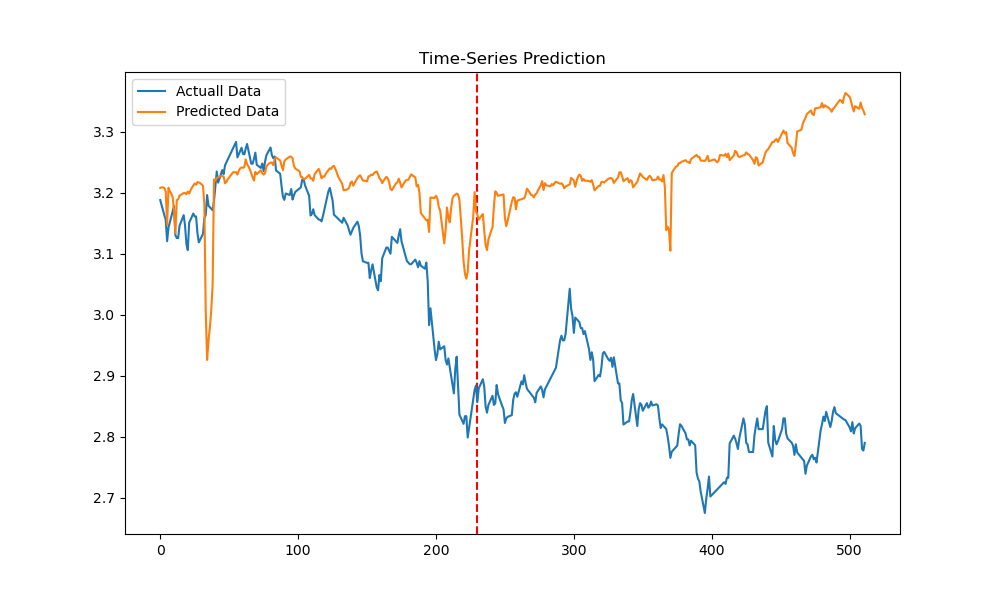 Time-Series Prediction
Actuall Data
Predicted Data
3.3
3.2
3.1
3.0
2.9
2.8
2.7
0 100 200 300 400 500